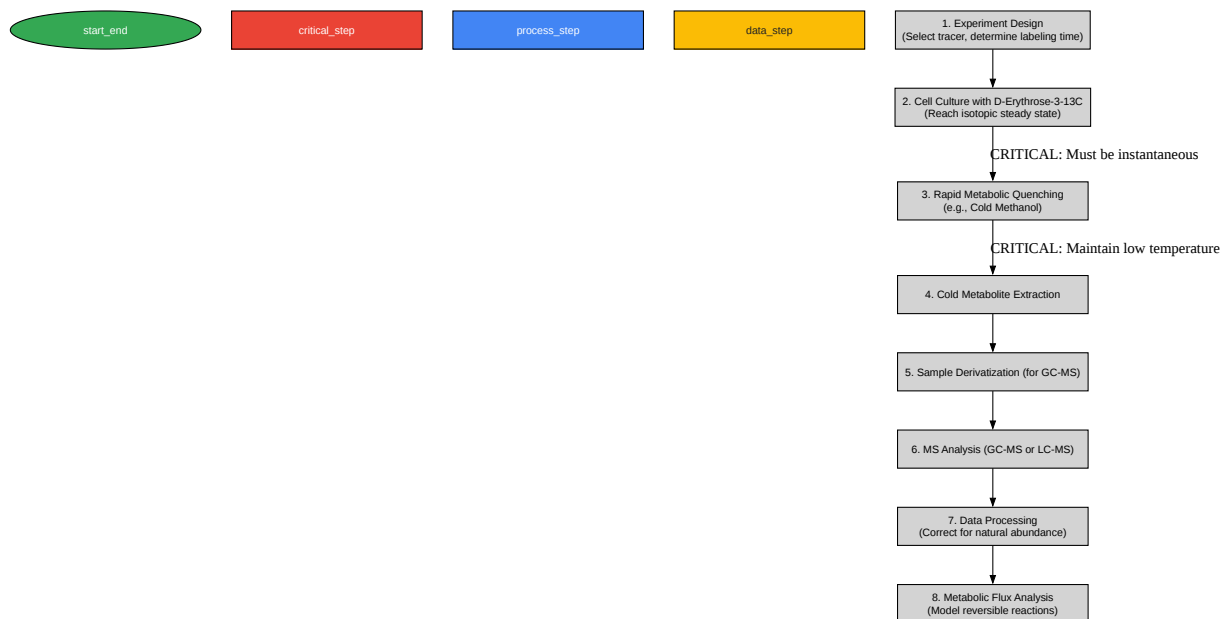 start_end
critical_step
process_step
data_step
1. Experiment Design
(Select tracer, determine labeling time)
2. Cell Culture with D-Erythrose-3-13C
(Reach isotopic steady state)
CRITICAL: Must be instantaneous
3. Rapid Metabolic Quenching
(e.g., Cold Methanol)
CRITICAL: Maintain low temperature
4. Cold Metabolite Extraction
5. Sample Derivatization (for GC-MS)
6. MS Analysis (GC-MS or LC-MS)
7. Data Processing
(Correct for natural abundance)
8. Metabolic Flux Analysis
(Model reversible reactions)